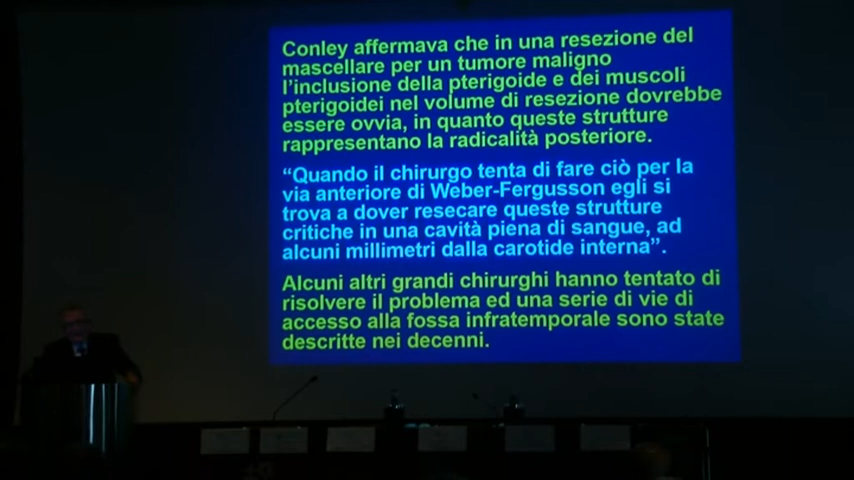 Conley affermava che in una resezione del
mascellare per un tumore maligno
l'inclusione della pterigoide e dei muscoli
pterigoidei nel volume di resezione dovrebbe
essere ovvia, in quanto queste strutture
rappresentano la radicalità posteriore.
“Quando il chirurgo tenta di fare ciò per la
via anteriore di Weber-Fergusson egli si
trova a dover resecare queste strutture
critiche in una cavità piena di sangue, ad
alcuni millimetri dalla carotide interna”.
Alcuni altri grandi chirurghi hanno tentato di
risolvere il problema ed una serie di vie di
accesso alla fossa infratemporale sono state
descritte nei decenni.